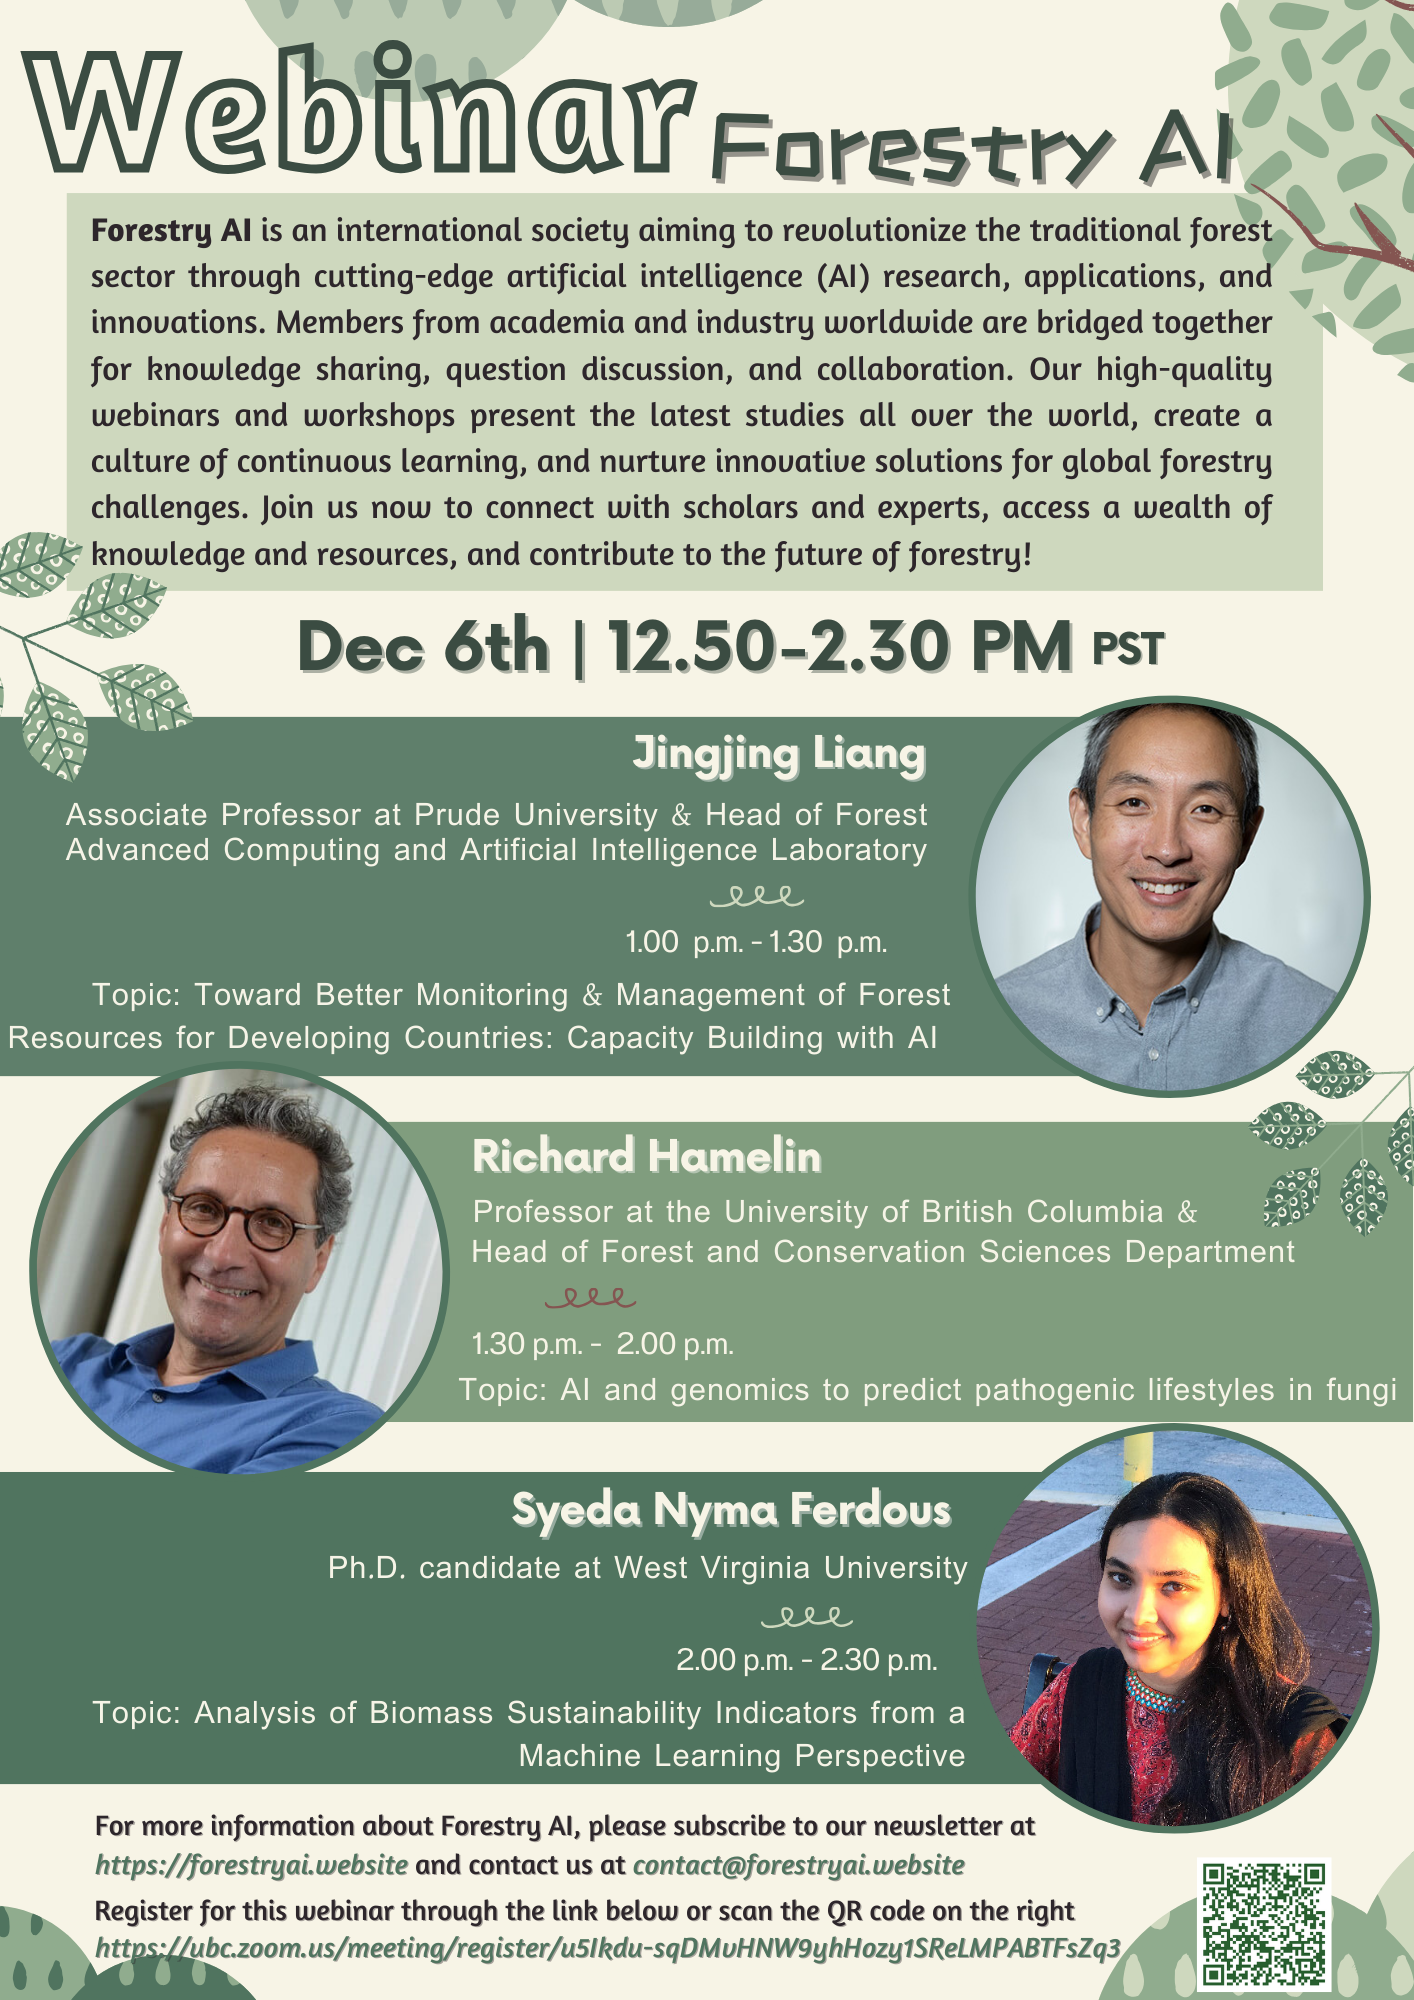 Webinar Forestry AI
Forestry AI is an international society aiming to revolutionize the traditional forest
sector through cutting-edge artificial intelligence (AI) research, applications, and
innovations. Members from academia and industry worldwide are bridged together
for knowledge sharing, question discussion, and collaboration. Our high-quality
webinars and workshops present the latest studies all over the world, create a
culture of continuous learning, and nurture innovative solutions for global forestry
challenges. Join us now to connect with scholars and experts, access a wealth of
knowledge and resources, and contribute to the future of forestry!
Dec 6th | 12.50-2.30 PM PST
Jingjing Liang
Associate Professor at Prude University & Head of Forest
Advanced Computing and Artificial Intelligence Laboratory
1.00 p.m. - 1.30 p.m.
Topic: Toward Better Monitoring & Management of Forest
Resources for Developing Countries: Capacity Building with AI
Richard Hamelin
Professor at the University of British Columbia &
Head of Forest and Conservation Sciences Department
1.30 p.m. - 2.00 p.m.
Topic: AI and genomics to predict pathogenic lifestyles in fungi
Syeda Nyma Ferdous
Ph.D. candidate at West Virginia University
2.00 p.m. - 2.30 p.m.
Topic: Analysis of Biomass Sustainability Indicators from a
Machine Learning Perspective
For more information about Forestry AI, please subscribe to our newsletter at
https://forestryai.website and contact us at contact@forestryai.website
Register for this webinar through the link below or scan the QR code on the right
https://ubc.zoom.us/meeting/register/u5Ikdu-sqDMuHNW9yhHozy1SReLMPABTFsZq3